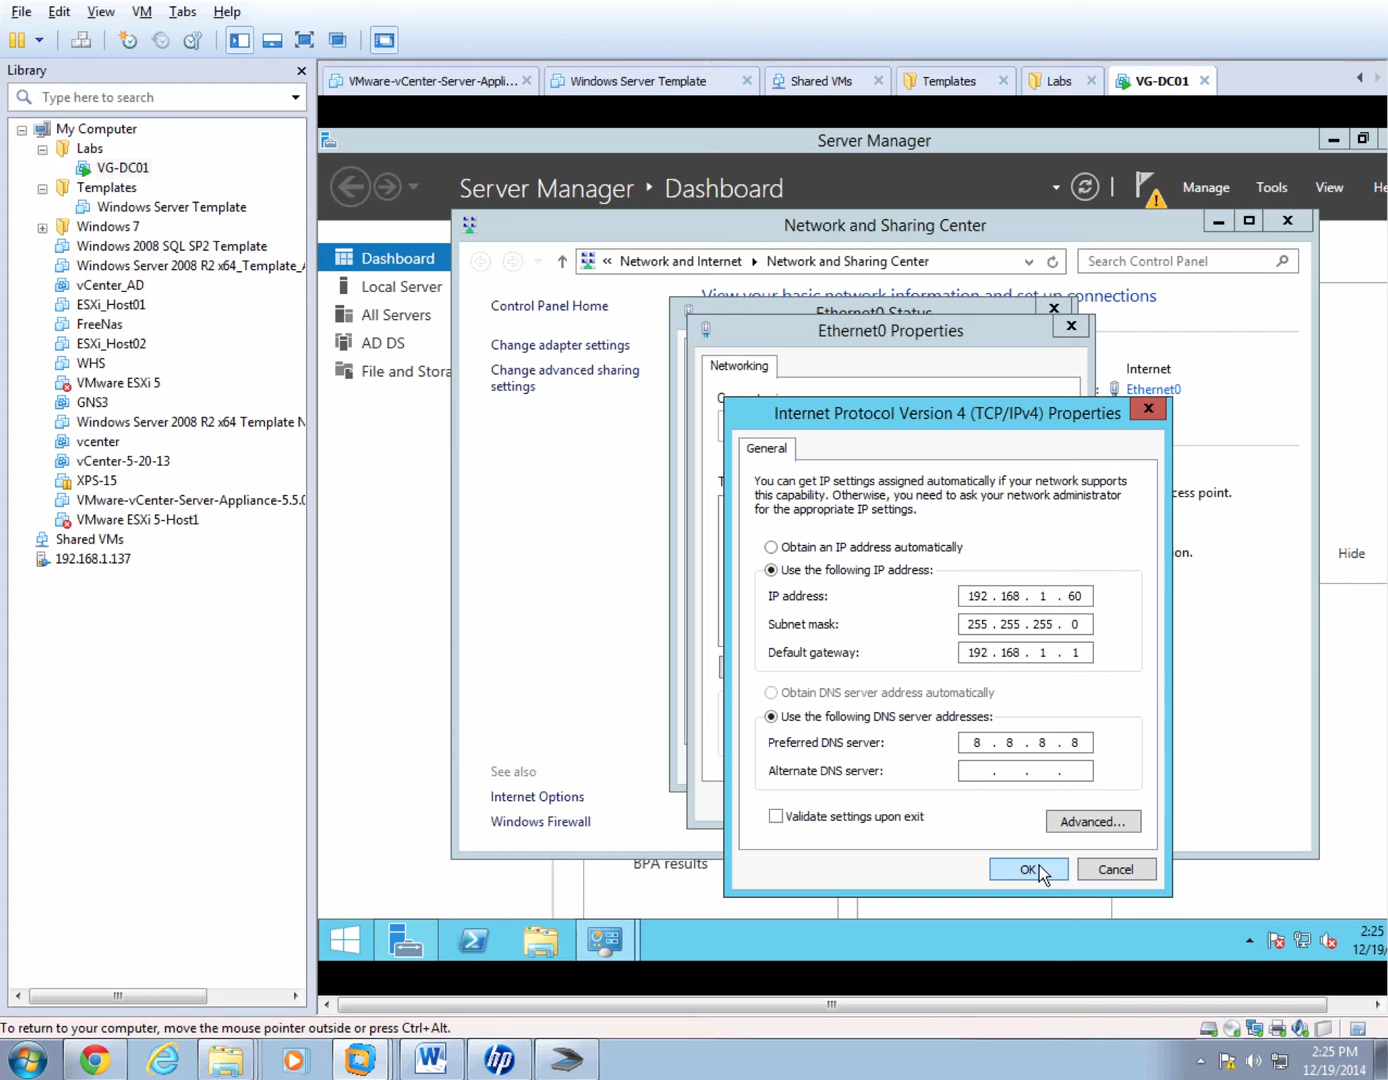 File Edit View VM Tabs Help
Library
Type here to search
My Computer
Labs
VG-DC01
Templates
Windows Server Template
Windows 7
Windows 2008 SQL SP2 Template
Windows Server 2008 R2 x64_Template_
vCenter_AD
ESXi_Host01
FreeNas
ESXi_Host02
WHS
VMware ESXi 5
GNS3
Windows Server 2008 R2 x64 Template N
vcenter
vCenter-5-20-13
XPS-15
VMware-vCenter-Server-Appliance-5.5.0
VMware ESXi 5-Host1
Shared VMs
192.168.1.137
VMware-vCenter-Server-Appli... Windows Server Template Shared VMs Templates Labs VG-DC01
Server Manager
Server Manager Dashboard Manage Tools View He
Dashboard
Local Server
All Servers
AD DS
File and Stora
Network and Sharing Center
« Network and Internet Network and Sharing Center Search Control Panel
Control Panel Home
Change adapter settings
Change advanced sharing
settings
See also
Internet Options
Windows Firewall
View your basic network information and set up connections
Internet
Ethernet0
cess point.
on.
Hide
BPA results
Ethernet0 Status
Ethernet0 Properties
Networking
Internet Protocol Version 4 (TCP/IPv4) Properties
General
You can get IP settings assigned automatically if your network supports
this capability. Otherwise, you need to ask your network administrator
for the appropriate IP settings.
Obtain an IP address automatically
Use the following IP address:
IP address: 192 . 168 . 1 . 60
Subnet mask: 255 . 255 . 255 . 0
Default gateway: 192 . 168 . 1 . 1
Obtain DNS server address automatically
Use the following DNS server addresses:
Preferred DNS server: 8 . 8 . 8 . 8
Alternate DNS server: . . .
Validate settings upon exit
Advanced...
OK Cancel
2:25
12/19/
To return to your computer, move the mouse pointer outside or press Ctrl+Alt.
2:25 PM
12/19/2014